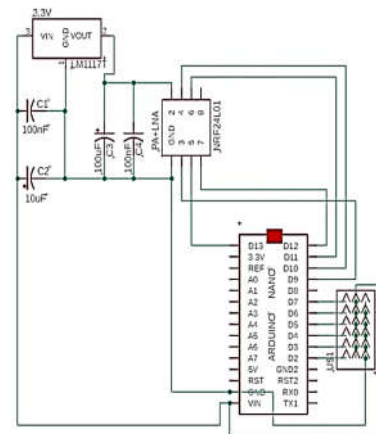 3.3V
3 VIN GND VOUT 2
1 LM1117
C1
100nF
C2
10uF
100uF
C3
100nF
C4
PA+LNA
GND 2 4 6 8
3 5 7
NRF24L01
D13 D12
3.3V D11
REF D10
A0 D9
A1 D8
A2 D7
A3 D6
A4 D5
A5 D4
A6 D3
A7 D2
5V GND2
RST RST2
GND RX0
VIN TX1
ARDUINO NANO